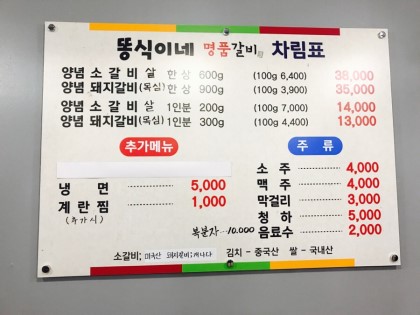 똥식이네 명품갈비 차림표
양념 소갈비 살 한상 600g (100g 6,400) 38,000
양념 돼지갈비(목심) 한상 900g (100g 3,900) 35,000
양념 소갈비 살 1인분 200g (100g 7,000) 14,000
양념 돼지갈비(목심) 1인분 300g (100g 4,400) 13,000
추가메뉴
냉 면 5,000
계란찜 1,000
(추가시)
주 류
소 주 4,000
맥 주 4,000
막걸리 3,000
청 하 5,000
복분자 10.000 음료수 2,000
소갈비; 미국산 돼지갈비;캐나다 김치 - 중국산 쌀 - 국내산